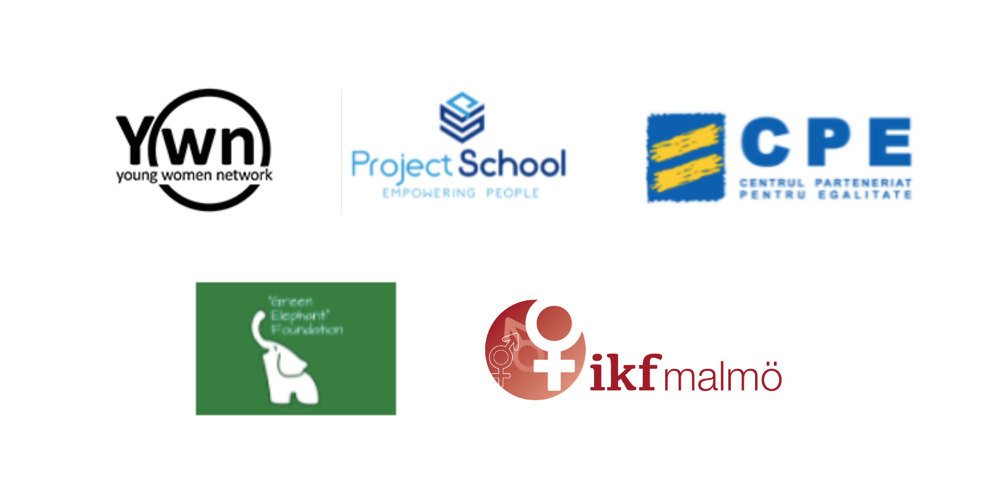 Ywn
young women network
Project School
EMPOWERING PEOPLE
CPE
CENTRUL PARTENERIAT
PENTRU EGALITATE
'Green
Elephant'
Foundation
ikf malmö